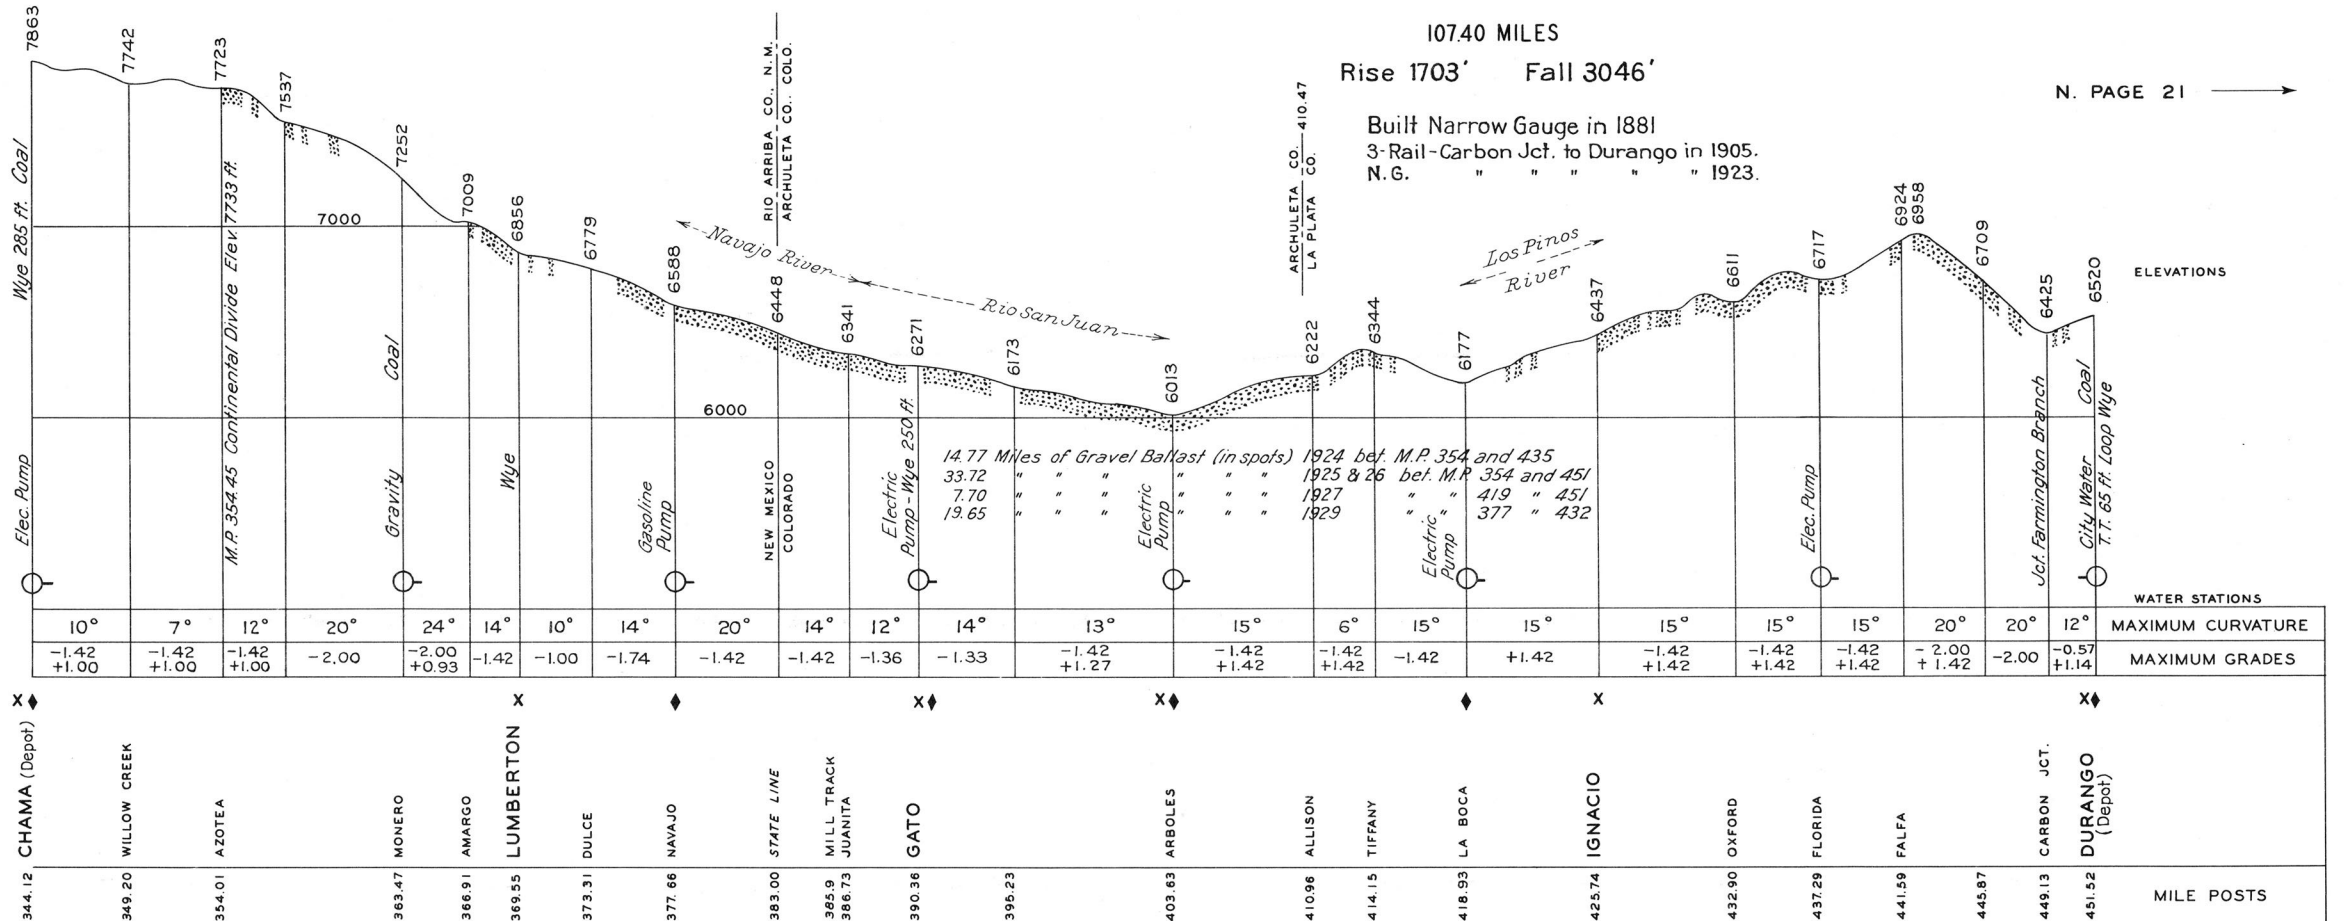 107.40 MILES
Rise 1703' Fall 3046'
N. PAGE 21
Built Narrow Gauge in 1881
3-Rail-Carbon Jct. to Durango in 1905.
N.G. " " " " " 1923.
7863
7742
7723
7537
7252
7009
6856
6779
6588
6448
6341
6271
6173
6013
6222
6344
6177
6437
6611
6717
6924
6958
6709
6425
6520
ELEVATIONS
RIO ARRIBA CO., N.M.
ARCHULETA CO., COLO.
ARCHULETA CO.
LA PLATA CO.
410.47
7000
6000
Navajo River
Rio San Juan
Los Pinos
River
Wye 285 ft. Coal
Elec. Pump
M.P. 354.45 Continental Divide Elev. 7733 ft.
Coal
Gravity
Wye
Gasoline
Pump
NEW MEXICO
COLORADO
Electric
Pump-Wye 250 ft.
Electric
Pump
Electric
Pump
Elec. Pump
Jct. Farmington Branch
City Water Coal
T.T. 65 ft. Loop Wye
14.77 Miles of Gravel Ballast (in spots) 1924 bet. M.P. 354 and 435
33.72 " " " " " " 1925 & 26 bet. M.P. 354 and 451
7.70 " " " " " " 1927 " " 419 " 451
19.65 " " " " " " 1929 " " 377 " 432
WATER STATIONS
10° 7° 12° 20° 24° 14° 10° 14° 20° 14° 12° 14° 13° 15° 6° 15° 15° 15° 15° 15° 20° 20° 12° MAXIMUM CURVATURE
-1.42 -1.42 -1.42 -2.00 -2.00 -1.42 -1.00 -1.74 -1.42 -1.42 -1.36 -1.33 -1.42 -1.42 -1.42 -1.42 +1.42 -1.42 -1.42 -1.42 -2.00 -2.00 -0.57 MAXIMUM GRADES
+1.00 +1.00 +1.00 +0.93 +1.27 +1.42 +1.42 +1.42 +1.42 +1.42 +1.42 +1.14
X X X X X X
CHAMA (Depot)
WILLOW CREEK
AZOTEA
MONERO
AMARGO
LUMBERTON
DULCE
NAVAJO
STATE LINE
MILL TRACK
JUANITA
GATO
ARBOLES
ALLISON
TIFFANY
LA BOCA
IGNACIO
OXFORD
FLORIDA
FALFA
CARBON JCT.
DURANGO
(Depot)
344.12
349.20
354.01
363.47
366.91
369.55
373.31
377.66
383.00
385.9
386.73
390.36
395.23
403.63
410.96
414.15
418.93
425.74
432.90
437.29
441.59
445.87
449.13
451.52
MILE POSTS